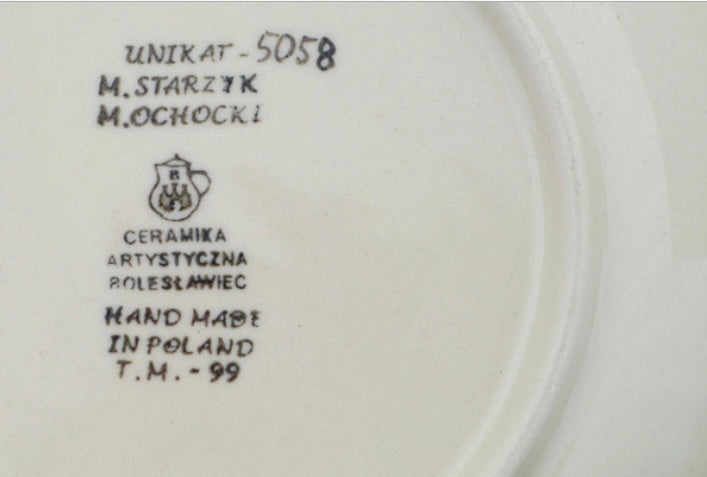 UNIKAT - 5058
M. STARZYK
M. OCHOCKI
CERAMIKA
ARTYSTYCZNA
BOLESŁAWIEC
HAND MADE
IN POLAND
T.M. - 99